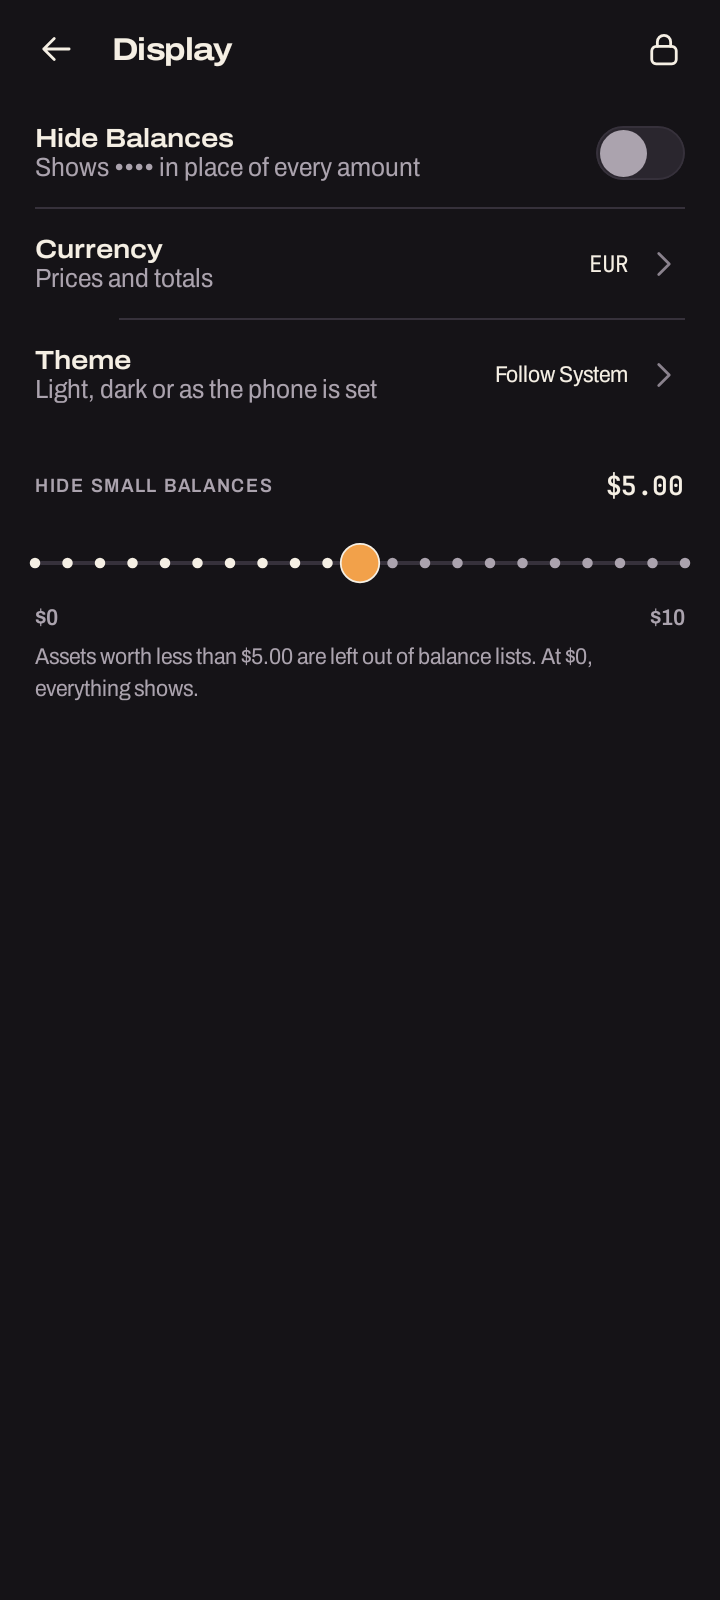 Display
Hide Balances
Shows •••• in place of every amount
Currency
Prices and totals
EUR
Theme
Light, dark or as the phone is set
Follow System
HIDE SMALL BALANCES
$5.00
$0
$10
Assets worth less than $5.00 are left out of balance lists. At $0,
everything shows.